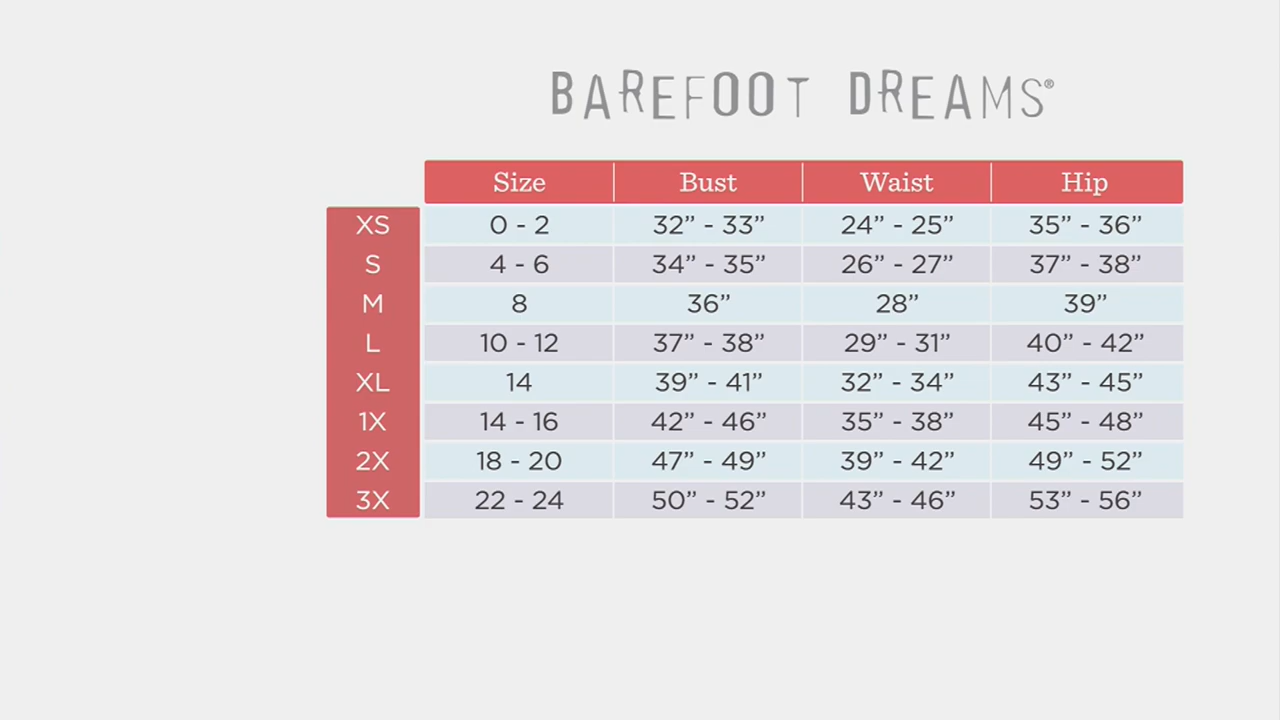 BAREFOOT DREAMS®
Size Bust Waist Hip
XS 0 - 2 32” - 33” 24” - 25” 35” - 36”
S 4 - 6 34” - 35” 26” - 27” 37” - 38”
M 8 36” 28” 39”
L 10 - 12 37” - 38” 29” - 31” 40” - 42”
XL 14 39” - 41” 32” - 34” 43” - 45”
1X 14 - 16 42” - 46” 35” - 38” 45” - 48”
2X 18 - 20 47” - 49” 39” - 42” 49” - 52”
3X 22 - 24 50” - 52” 43” - 46” 53” - 56”